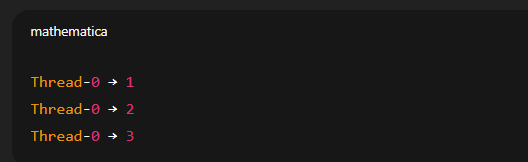 mathematica
Thread-0 → 1
Thread-0 → 2
Thread-0 → 3